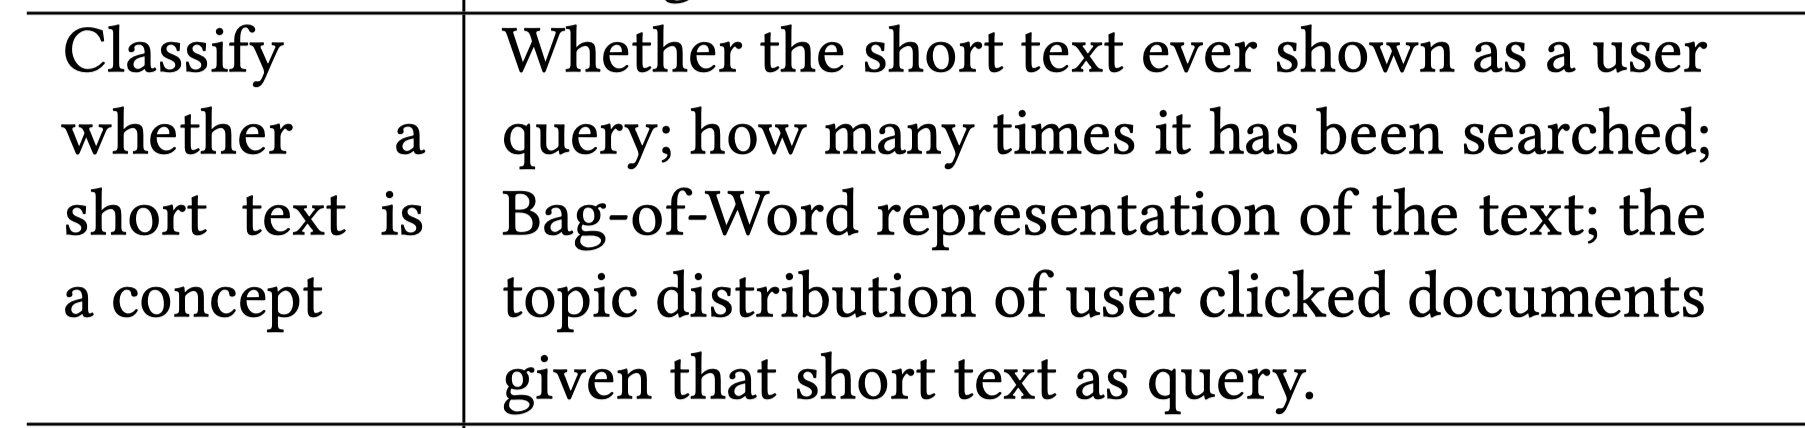 Classify
whether a
short text is
a concept
Whether the short text ever shown as a user
query; how many times it has been searched;
Bag-of-Word representation of the text; the
topic distribution of user clicked documents
given that short text as query.